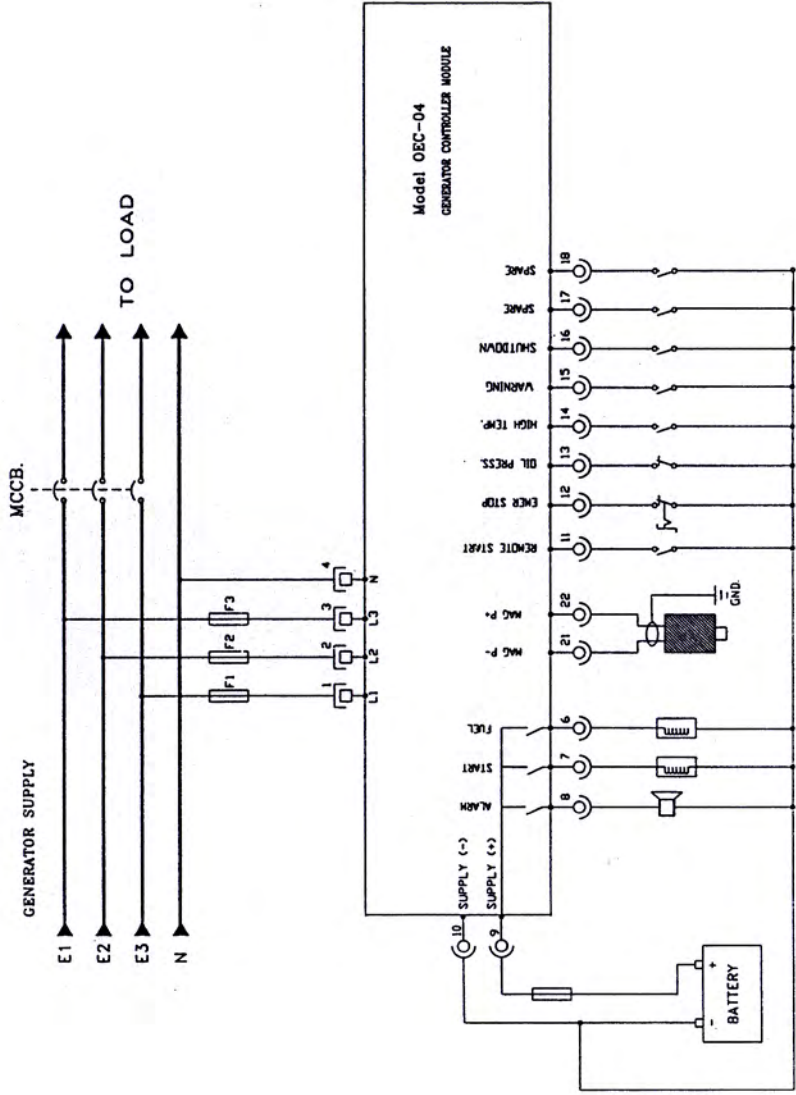 GENERATOR SUPPLY
MCCB.
TO LOAD
E1
E2
E3
N
F1
F2
F3
1
2
3
4
L1
L2
L3
N
Model OEC-04
GENERATOR CONTROLLER MODULE
10
SUPPLY (-)
9
SUPPLY (+)
ALARM
START
FUEL
MAG P-
MAG P+
REMOTE START
EMER STOP
OIL PRESS.
HIGH TEMP.
WARNING
SHUTDOWN
SPARE
SPARE
8
7
6
21
22
11
12
13
14
15
16
17
18
GND.
-
+
BATTERY